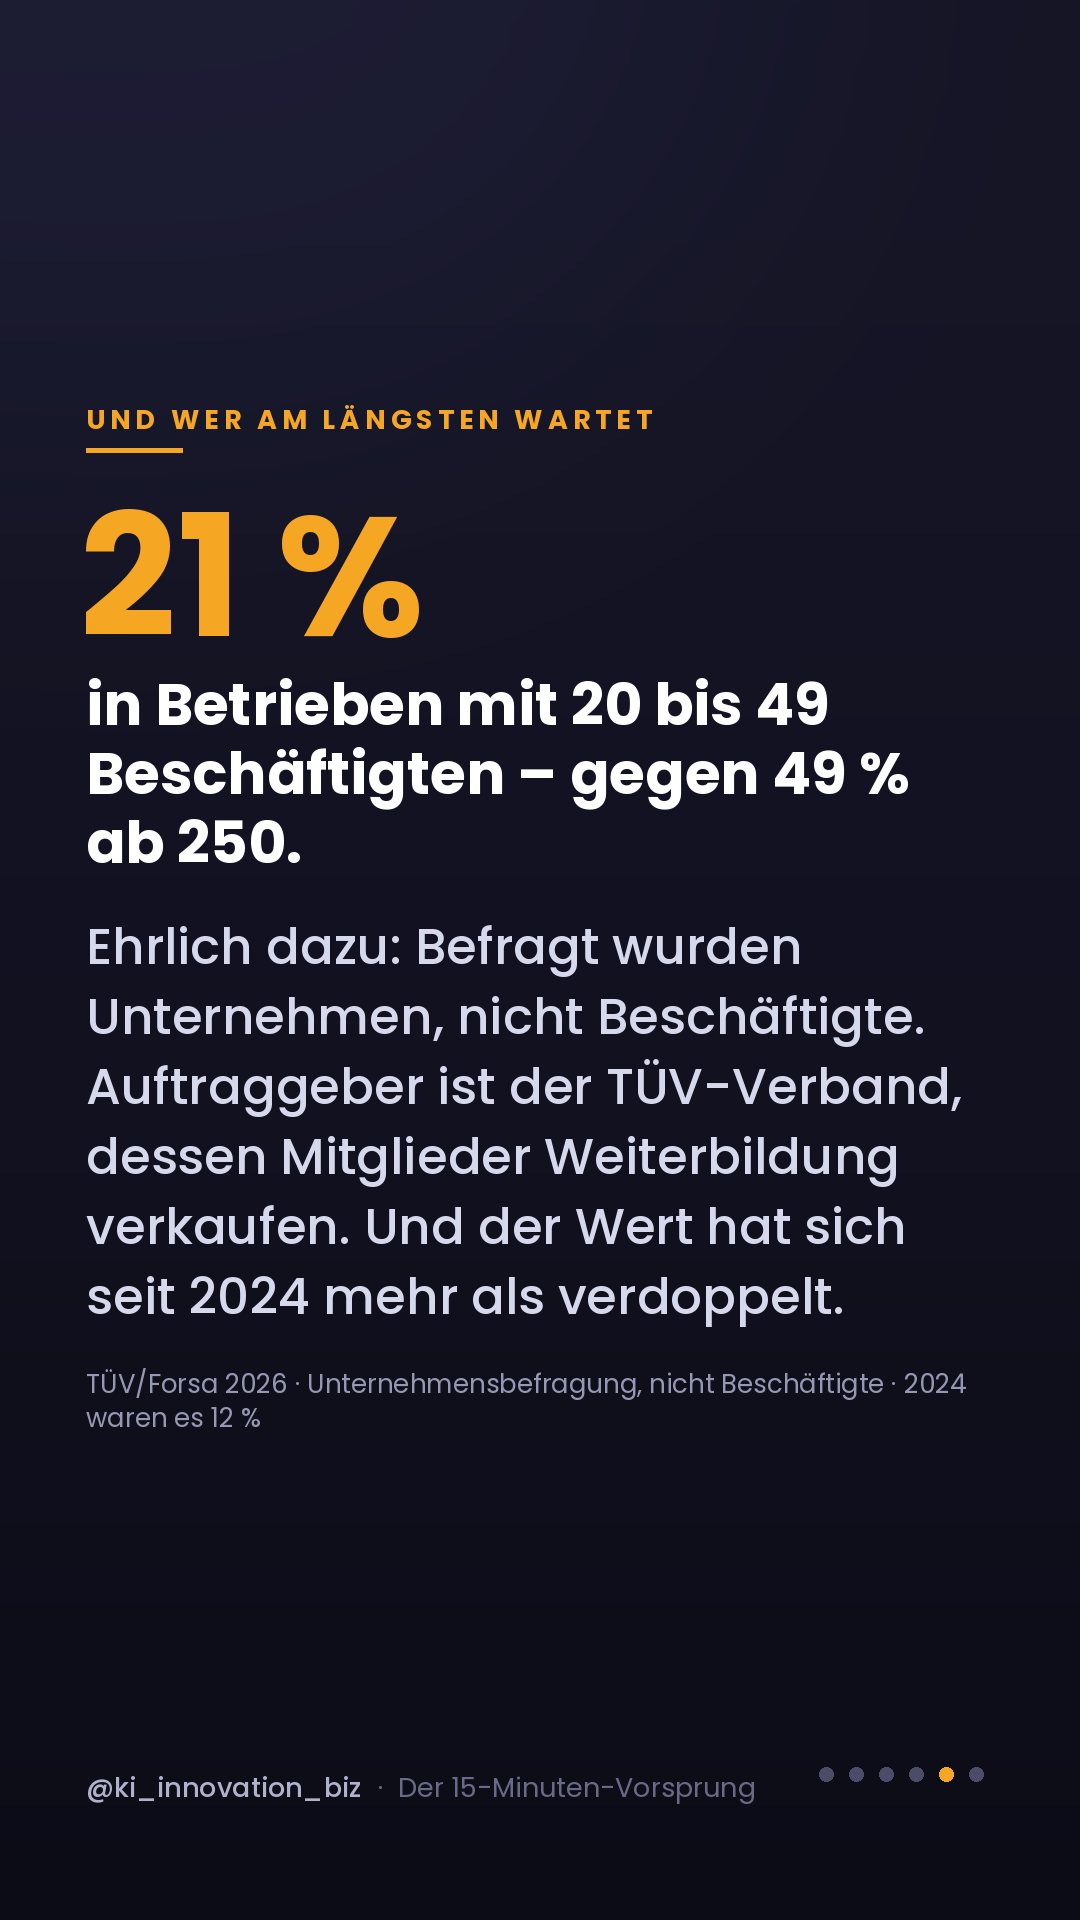 UND WER AM LÄNGSTEN WARTET
21 %
in Betrieben mit 20 bis 49
Beschäftigten – gegen 49 %
ab 250.
Ehrlich dazu: Befragt wurden
Unternehmen, nicht Beschäftigte.
Auftraggeber ist der TÜV-Verband,
dessen Mitglieder Weiterbildung
verkaufen. Und der Wert hat sich
seit 2024 mehr als verdoppelt.
TÜV/Forsa 2026 · Unternehmensbefragung, nicht Beschäftigte · 2024
waren es 12 %
@ki_innovation_biz · Der 15-Minuten-Vorsprung